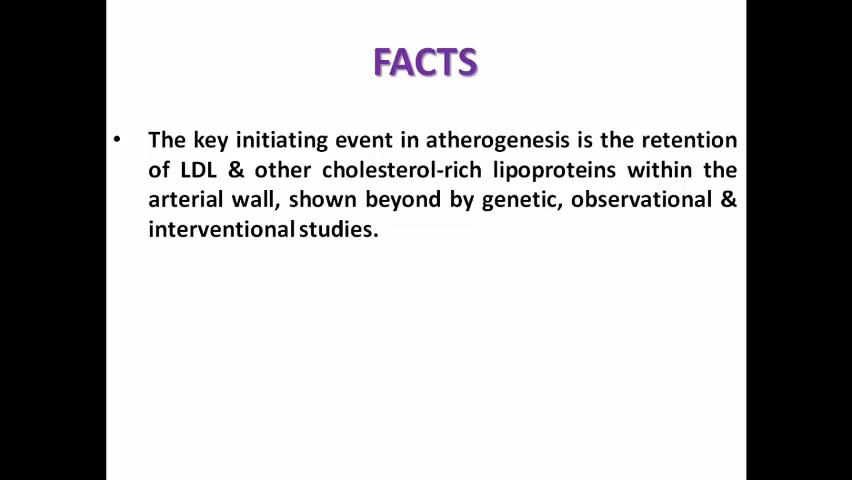 FACTS
• The key initiating event in atherogenesis is the retention
of LDL & other cholesterol-rich lipoproteins within the
arterial wall, shown beyond by genetic, observational &
interventional studies.